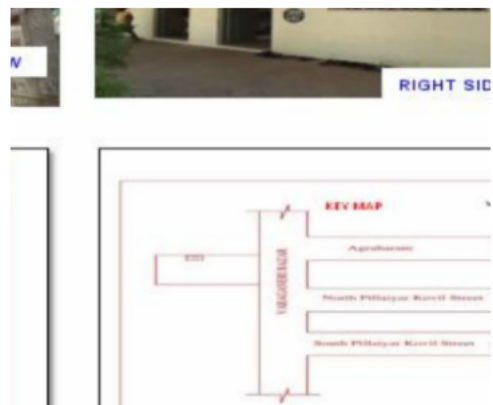 W
RIGHT SID
KEY MAP
Agraharam
North Pillaiyar Kovil Street
South Pillaiyar Kovil Street